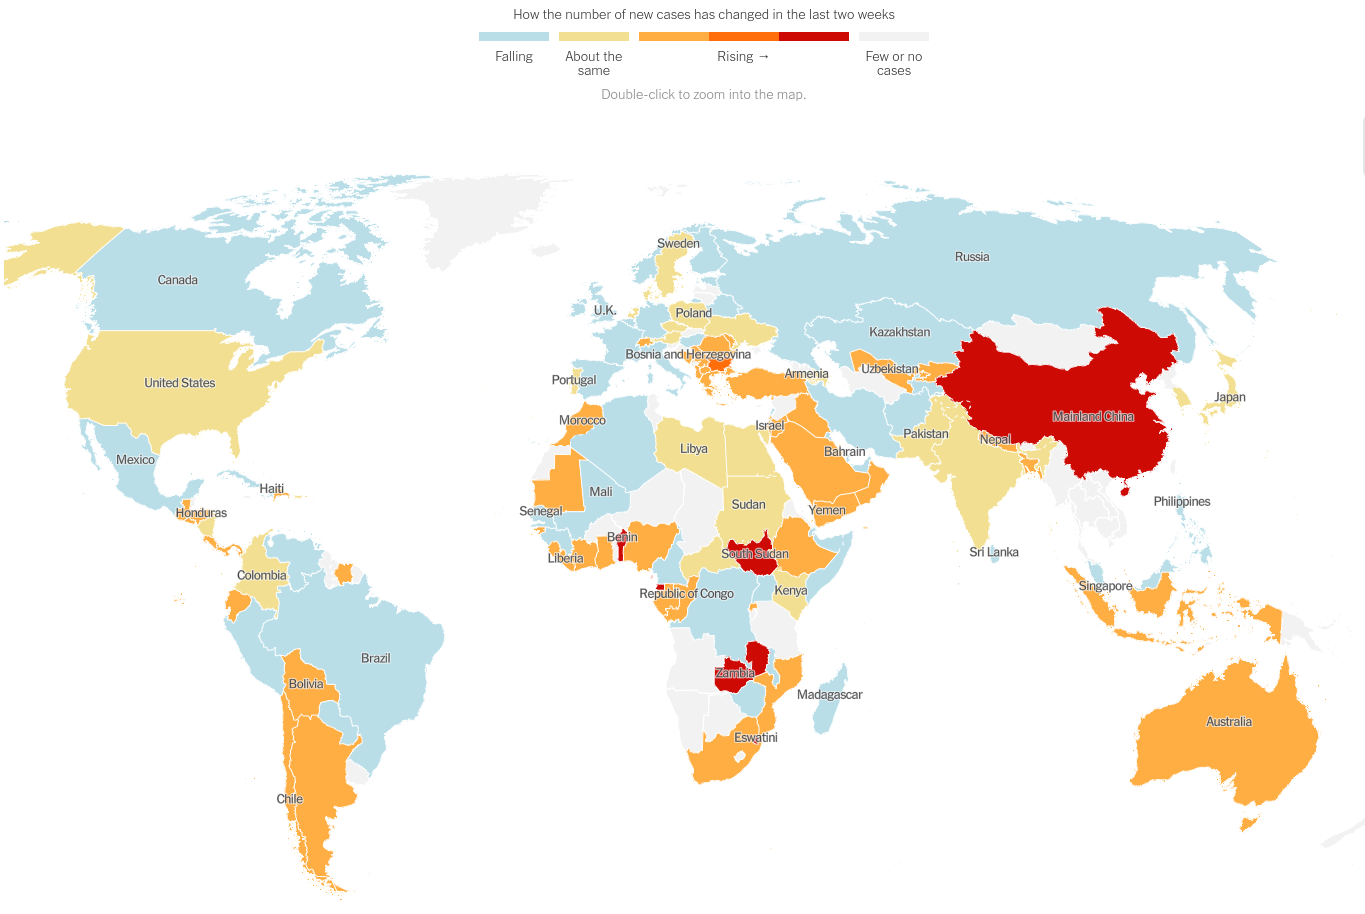 How the number of new cases has changed in the last two weeks
Falling
About the
same
Rising →
Few or no
cases
Double-click to zoom into the map.
Sweden
Russia
Canada
U.K.
Poland
Kazakhstan
Bosnia and Herzegovina
Uzbekistan
Armenia
Portugal
United States
Japan
Mainland China
Morocco
Israel
Pakistan
Nepal
Libya
Bahrain
Mexico
Haiti
Mali
Philippines
Sudan
Yemen
Senegal
Honduras
Benin
Sri Lanka
South Sudan
Liberia
Colombia
Singapore
Kenya
Republic of Congo
Brazil
Zambia
Bolivia
Madagascar
Australia
Eswatini
Chile